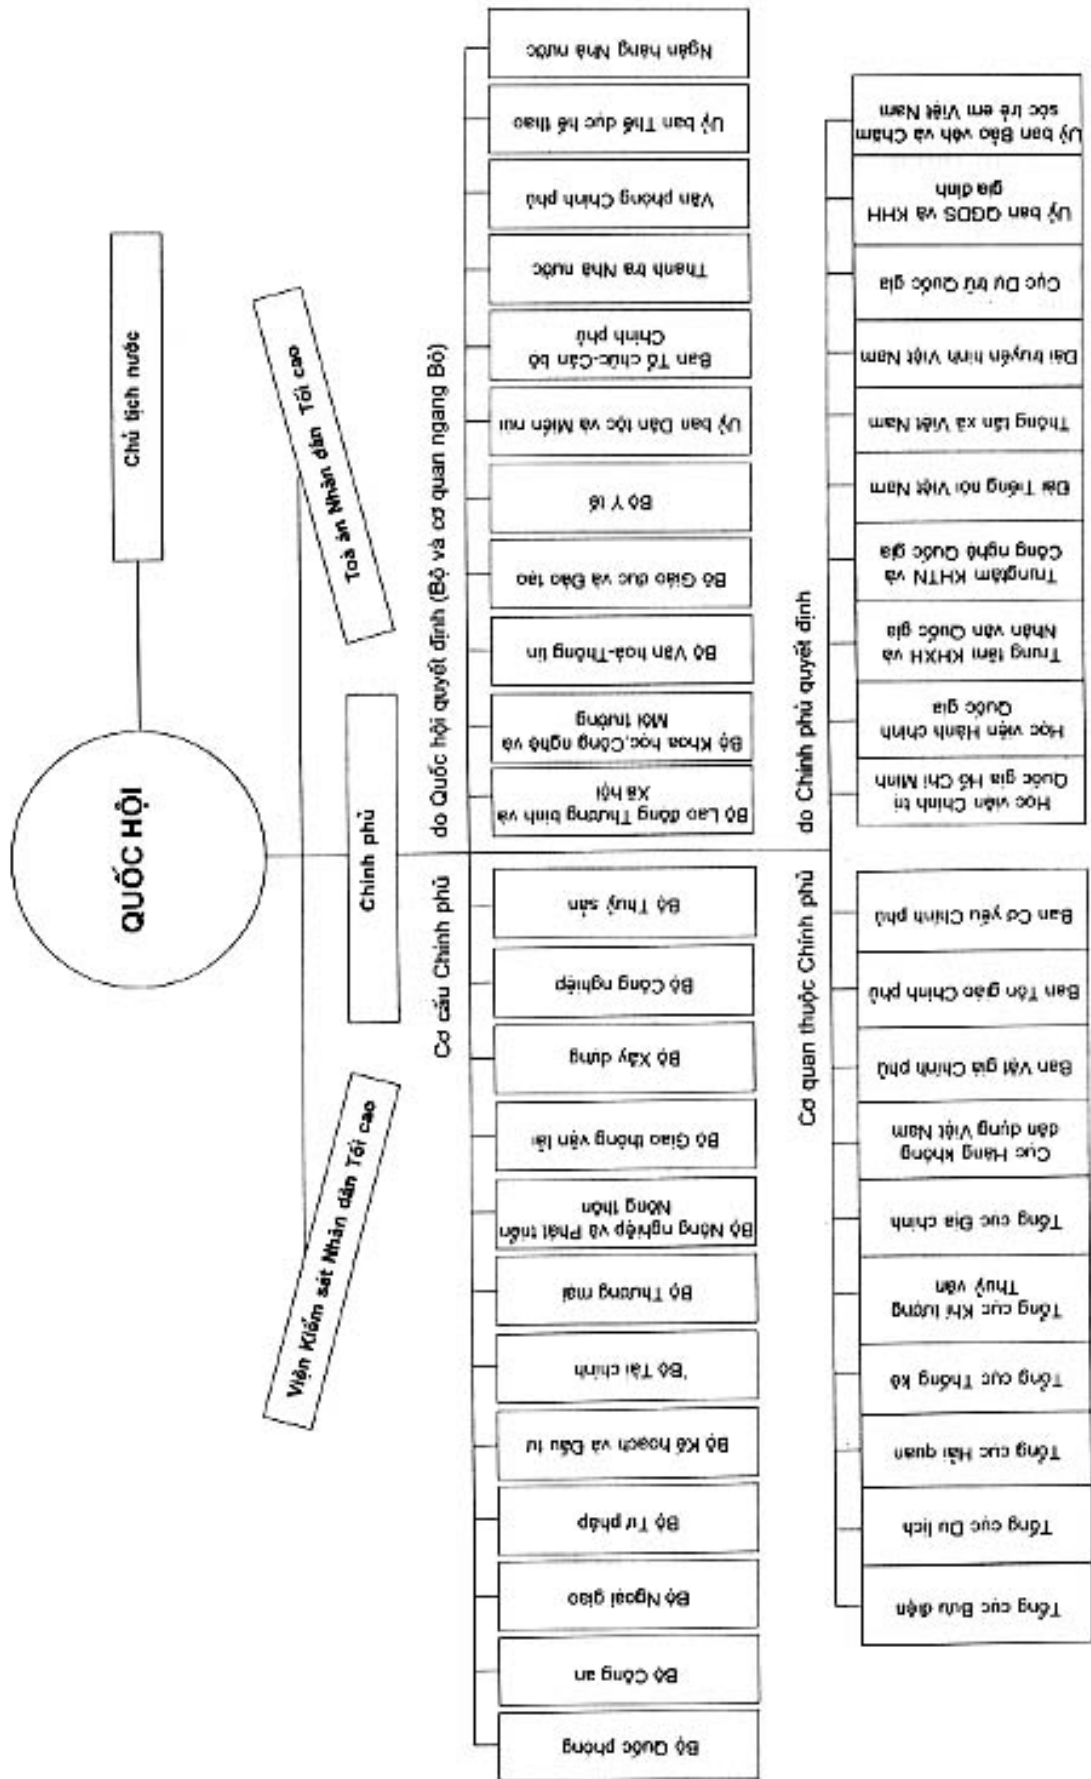 QUỐC HỘI
Chủ tịch nước
Viện Kiểm sát Nhân dân Tối cao
Chính phủ
Toà án Nhân dân Tối cao
Cơ cấu Chính phủ
do Quốc hội quyết định (Bộ và cơ quan ngang Bộ)
Bộ Quốc phòng
Bộ Công an
Bộ Ngoại giao
Bộ Tư pháp
Bộ Kế hoạch và Đầu tư
Bộ Tài chính
Bộ Thương mại
Bộ Nông nghiệp và Phát triển
Nông thôn
Bộ Giao thông vận tải
Bộ Xây dựng
Bộ Công nghiệp
Bộ Thuỷ sản
Bộ Lao động Thương binh và
Xã hội
Bộ Khoa học,Công nghệ và
Môi trường
Bộ Văn hoá-Thông tin
Bộ Giáo dục và Đào tạo
Bộ Y tế
Uỷ ban Dân tộc và Miền núi
Ban Tổ chức-Cán bộ
Chính phủ
Thanh tra Nhà nước
Văn phòng Chính phủ
Uỷ ban Thể dục hể thao
Ngân hàng Nhà nước
Cơ quan thuộc Chính phủ
do Chính phủ quyết định
Tổng cục Bưu điện
Tổng cục Du lịch
Tổng cục Hải quan
Tổng cục Thống kê
Tổng cục Khí tượng
Thuỷ văn
Tổng cục Địa chính
Cục Hàng không
dân dụng Việt Nam
Ban Vật giá Chính phủ
Ban Tôn giáo Chính phủ
Ban Cơ yếu Chính phủ
Học viện Chính trị
Quốc gia Hồ Chí Minh
Học viện Hành chính
Quốc gia
Trung tâm KHXH và
Nhân văn Quốc gia
Trungtâm KHTN và
Công nghệ Quốc gia
Đài Tiếng nói Việt Nam
Thông tấn xã Việt Nam
Đài truyền hình Việt Nam
Cục Dự trữ Quốc gia
Uỷ ban QGDS và KHH
gia đình
Uỷ ban Bảo vệh và Chăm
sóc trẻ em Việt Nam